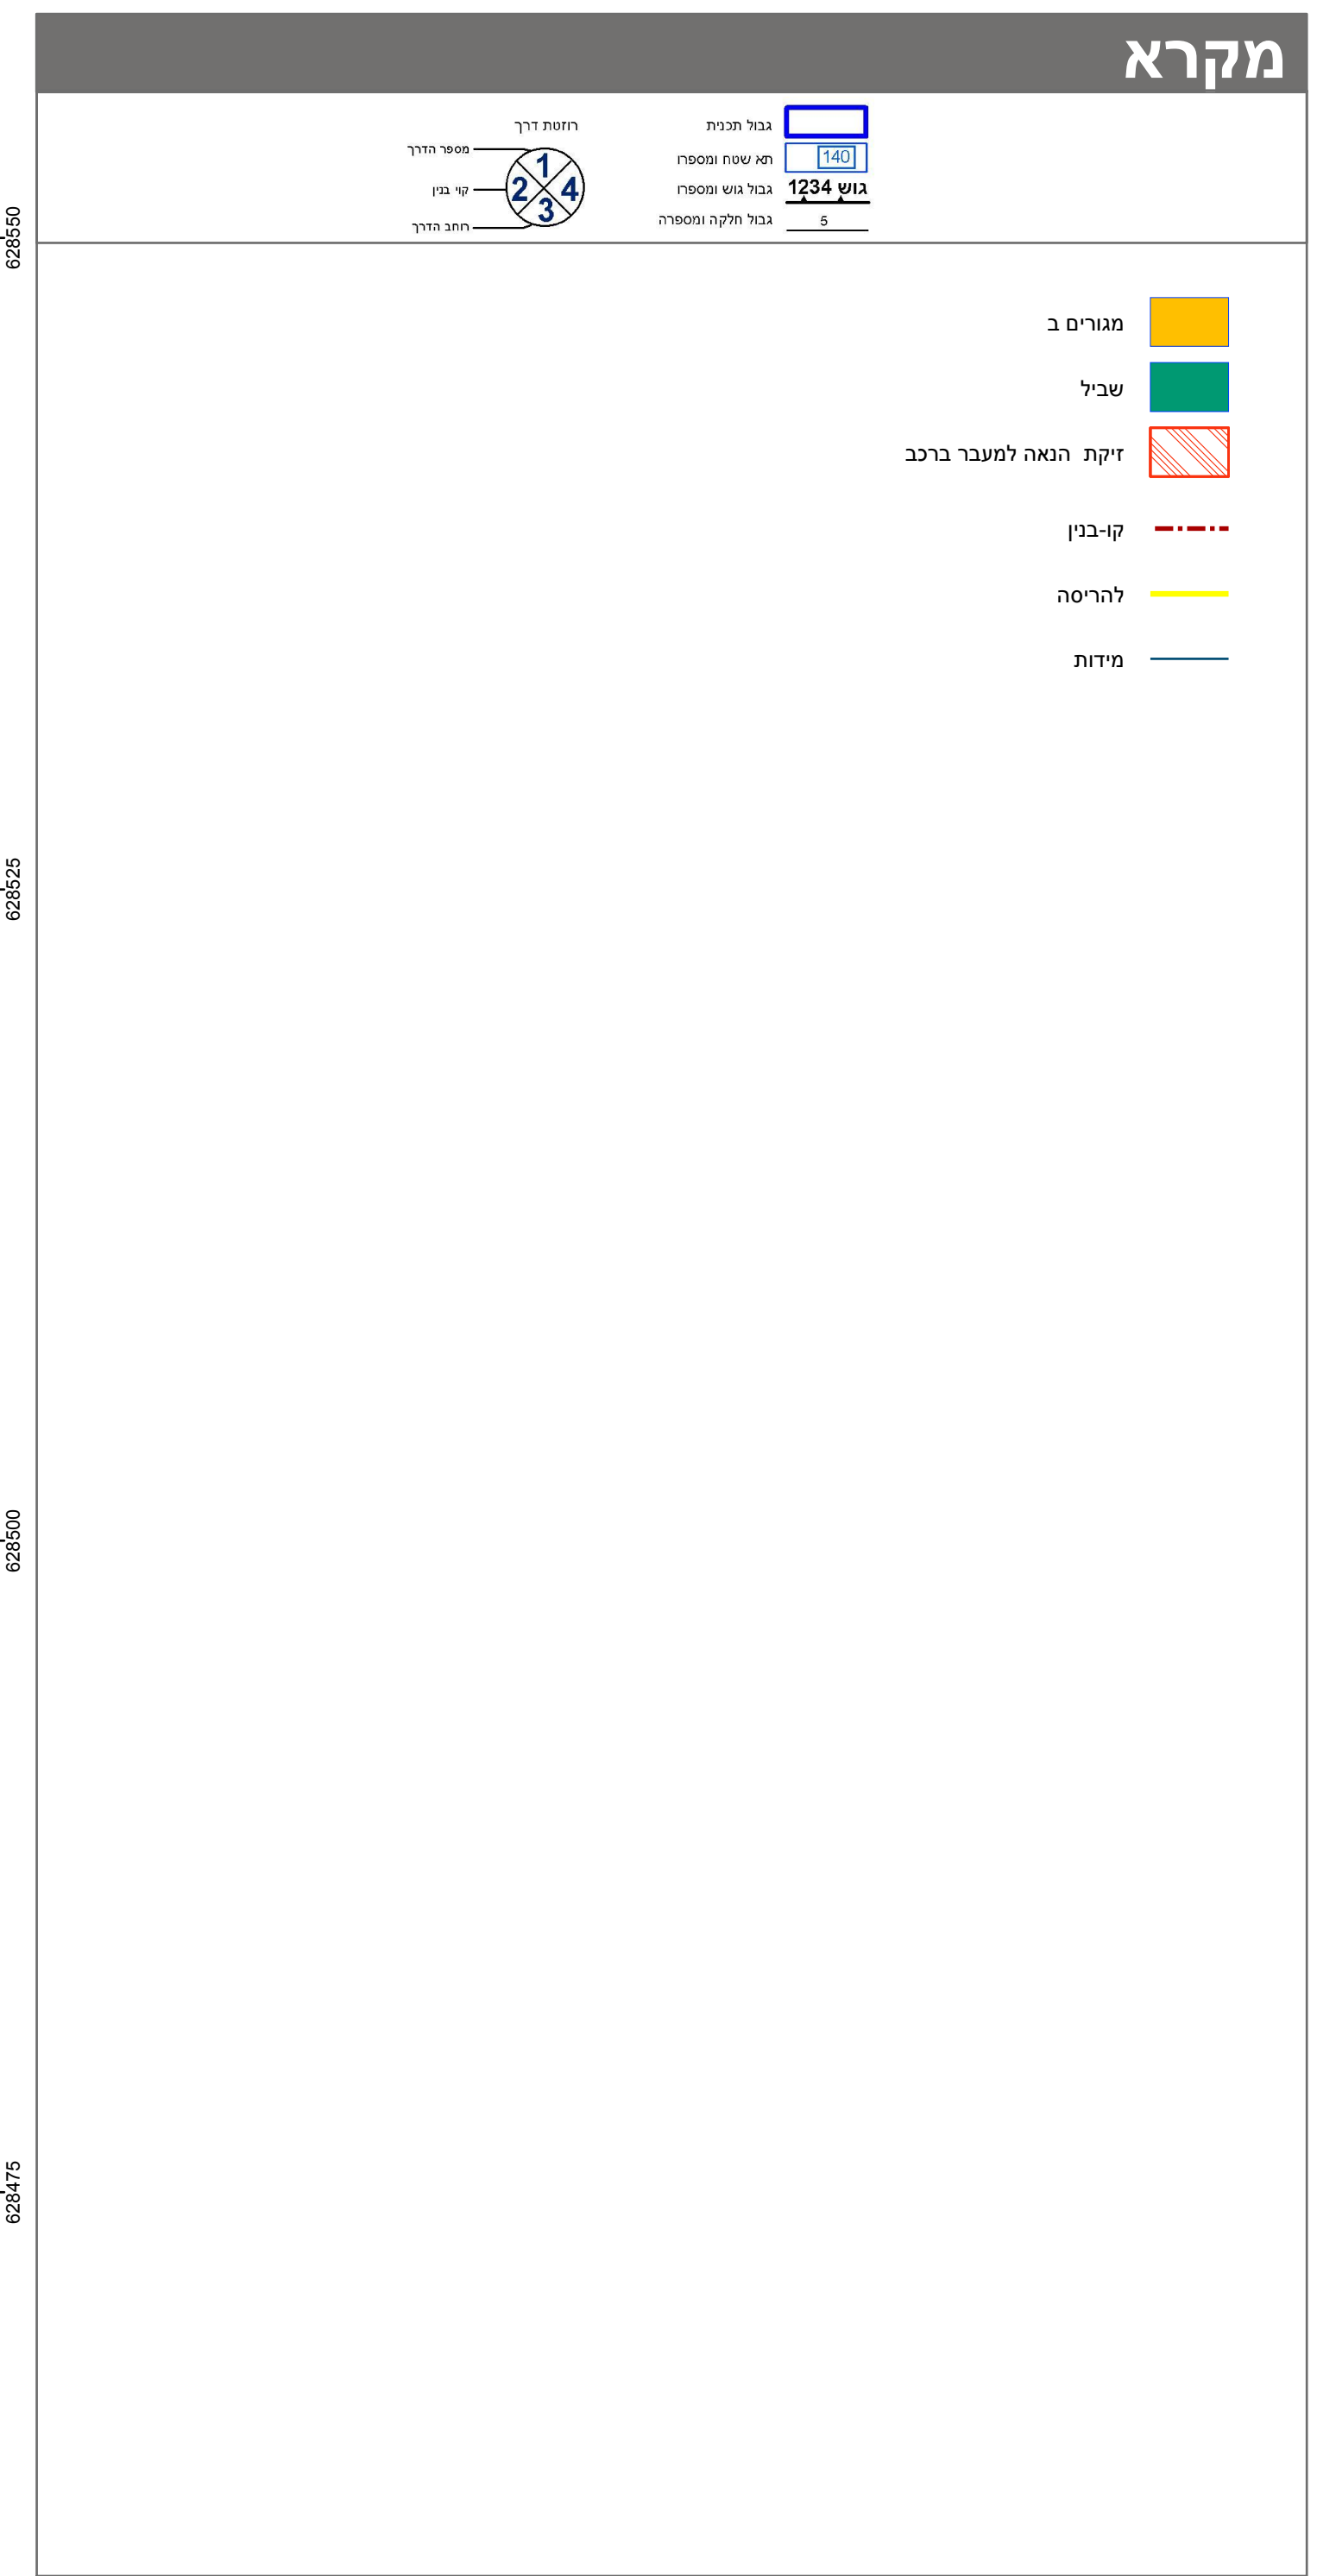 מקרא
גבול תכנית
140
תא שטח ומספרו
גוש 1234
גבול גוש ומספרו
5
גבול חלקה ומספרה
רוזטת דרך
מספר הדרך
קוי בנין
רוחב הדרך
1
2
4
3
מגורים ב
שביל
זיקת הנאה למעבר ברכב
קו-בנין
להריסה
מידות
628550
628525
628500
628475